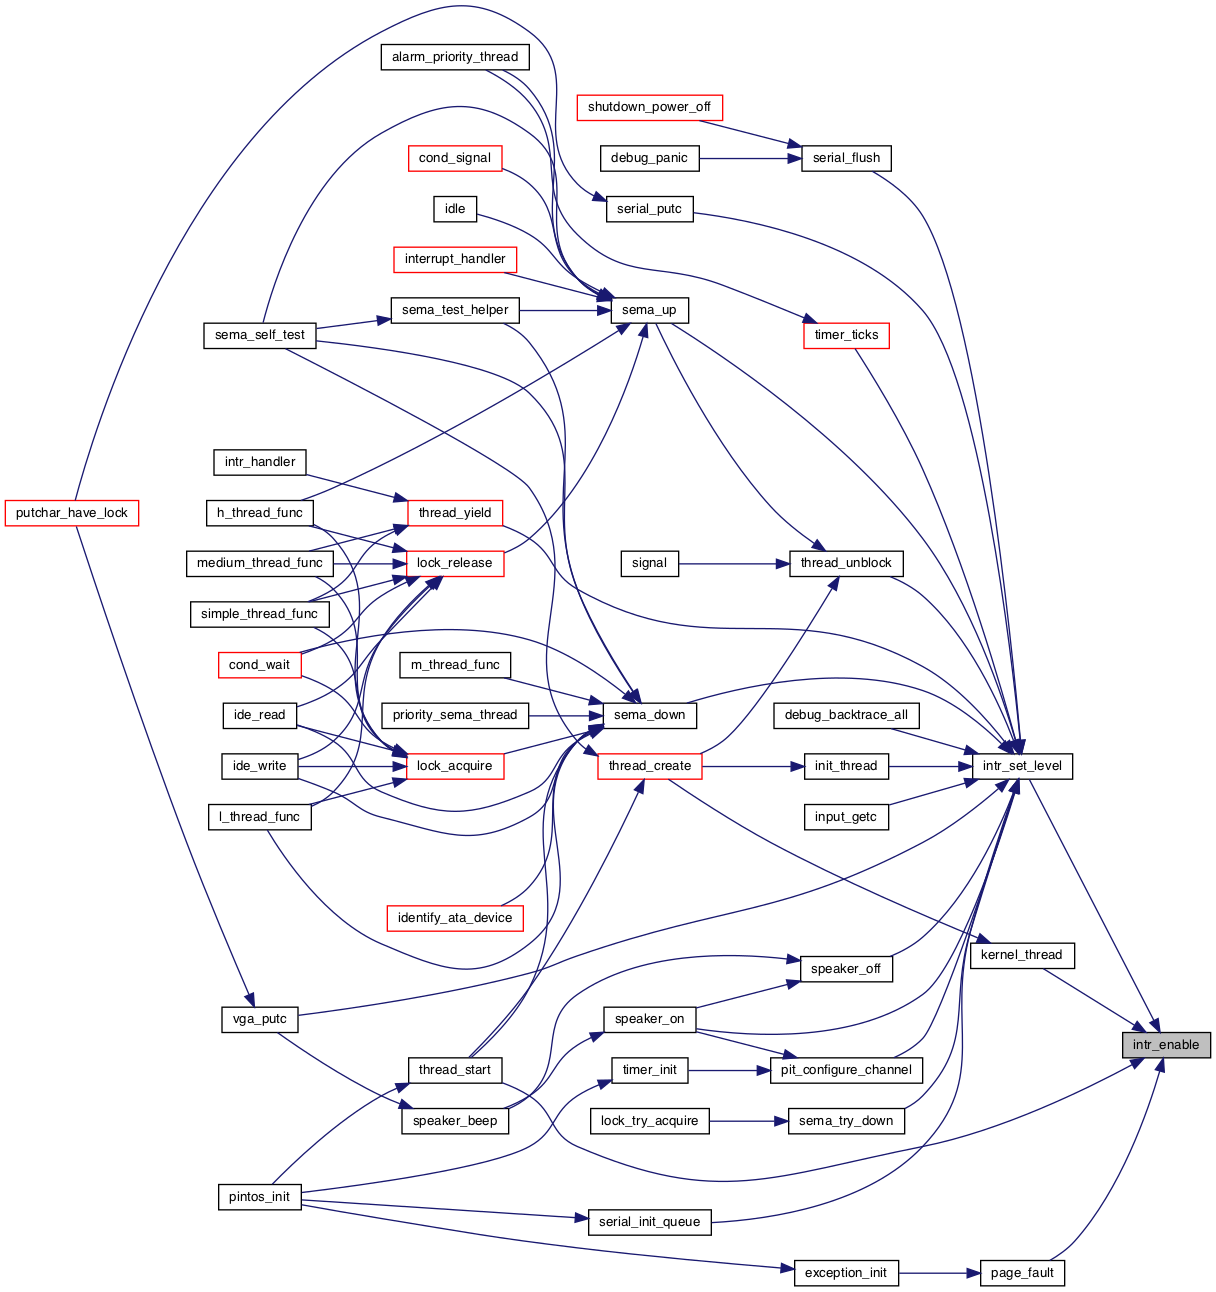 alarm_priority_thread
shutdown_power_off
cond_signal
debug_panic
serial_flush
idle
serial_putc
interrupt_handler
sema_test_helper
sema_up
sema_self_test
timer_ticks
intr_handler
putchar_have_lock
h_thread_func
thread_yield
medium_thread_func
lock_release
signal
thread_unblock
simple_thread_func
cond_wait
m_thread_func
ide_read
priority_sema_thread
sema_down
debug_backtrace_all
ide_write
lock_acquire
thread_create
init_thread
intr_set_level
l_thread_func
input_getc
identify_ata_device
kernel_thread
speaker_off
vga_putc
speaker_on
intr_enable
thread_start
timer_init
pit_configure_channel
speaker_beep
lock_try_acquire
sema_try_down
pintos_init
serial_init_queue
exception_init
page_fault